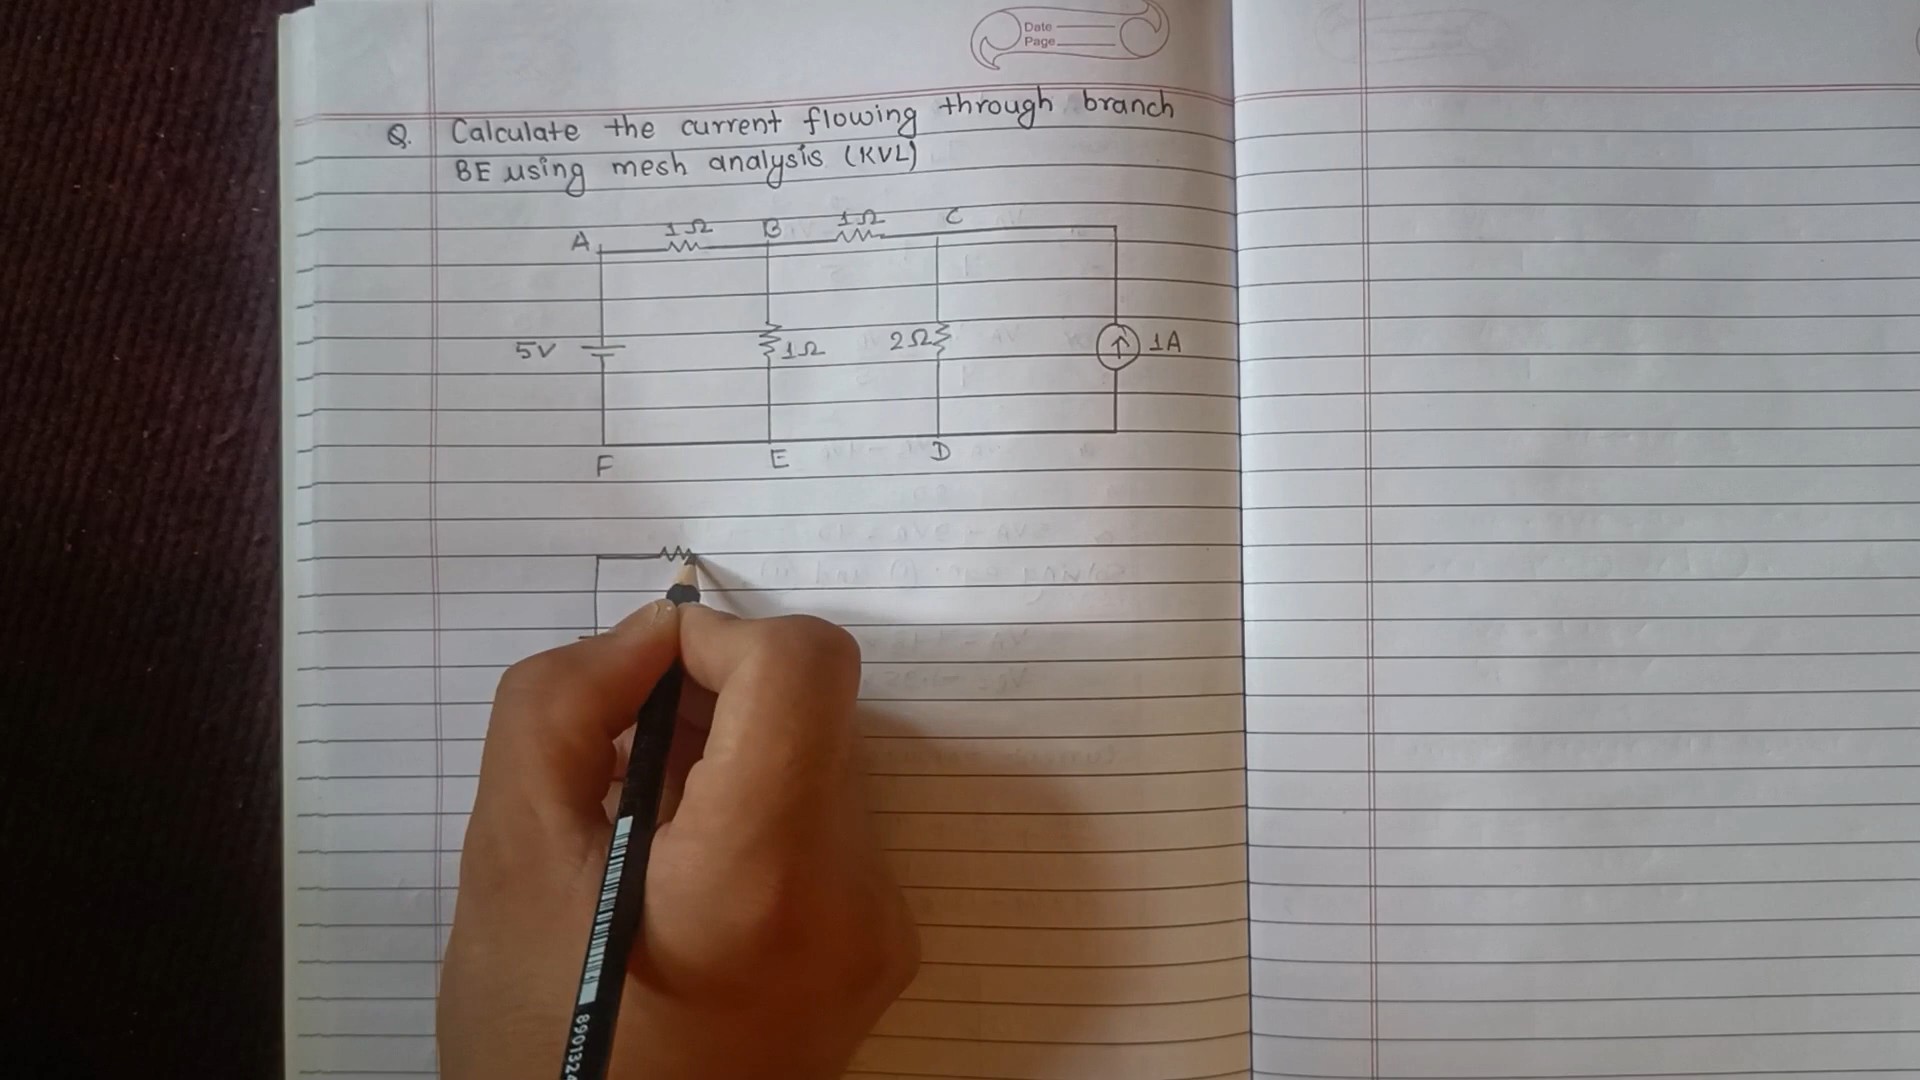 Date
Page
Q. Calculate the current flowing through branch
BE using mesh analysis (KVL)
A 1Ω B 1Ω C
5V 1Ω 2Ω 1A
F E D
890132